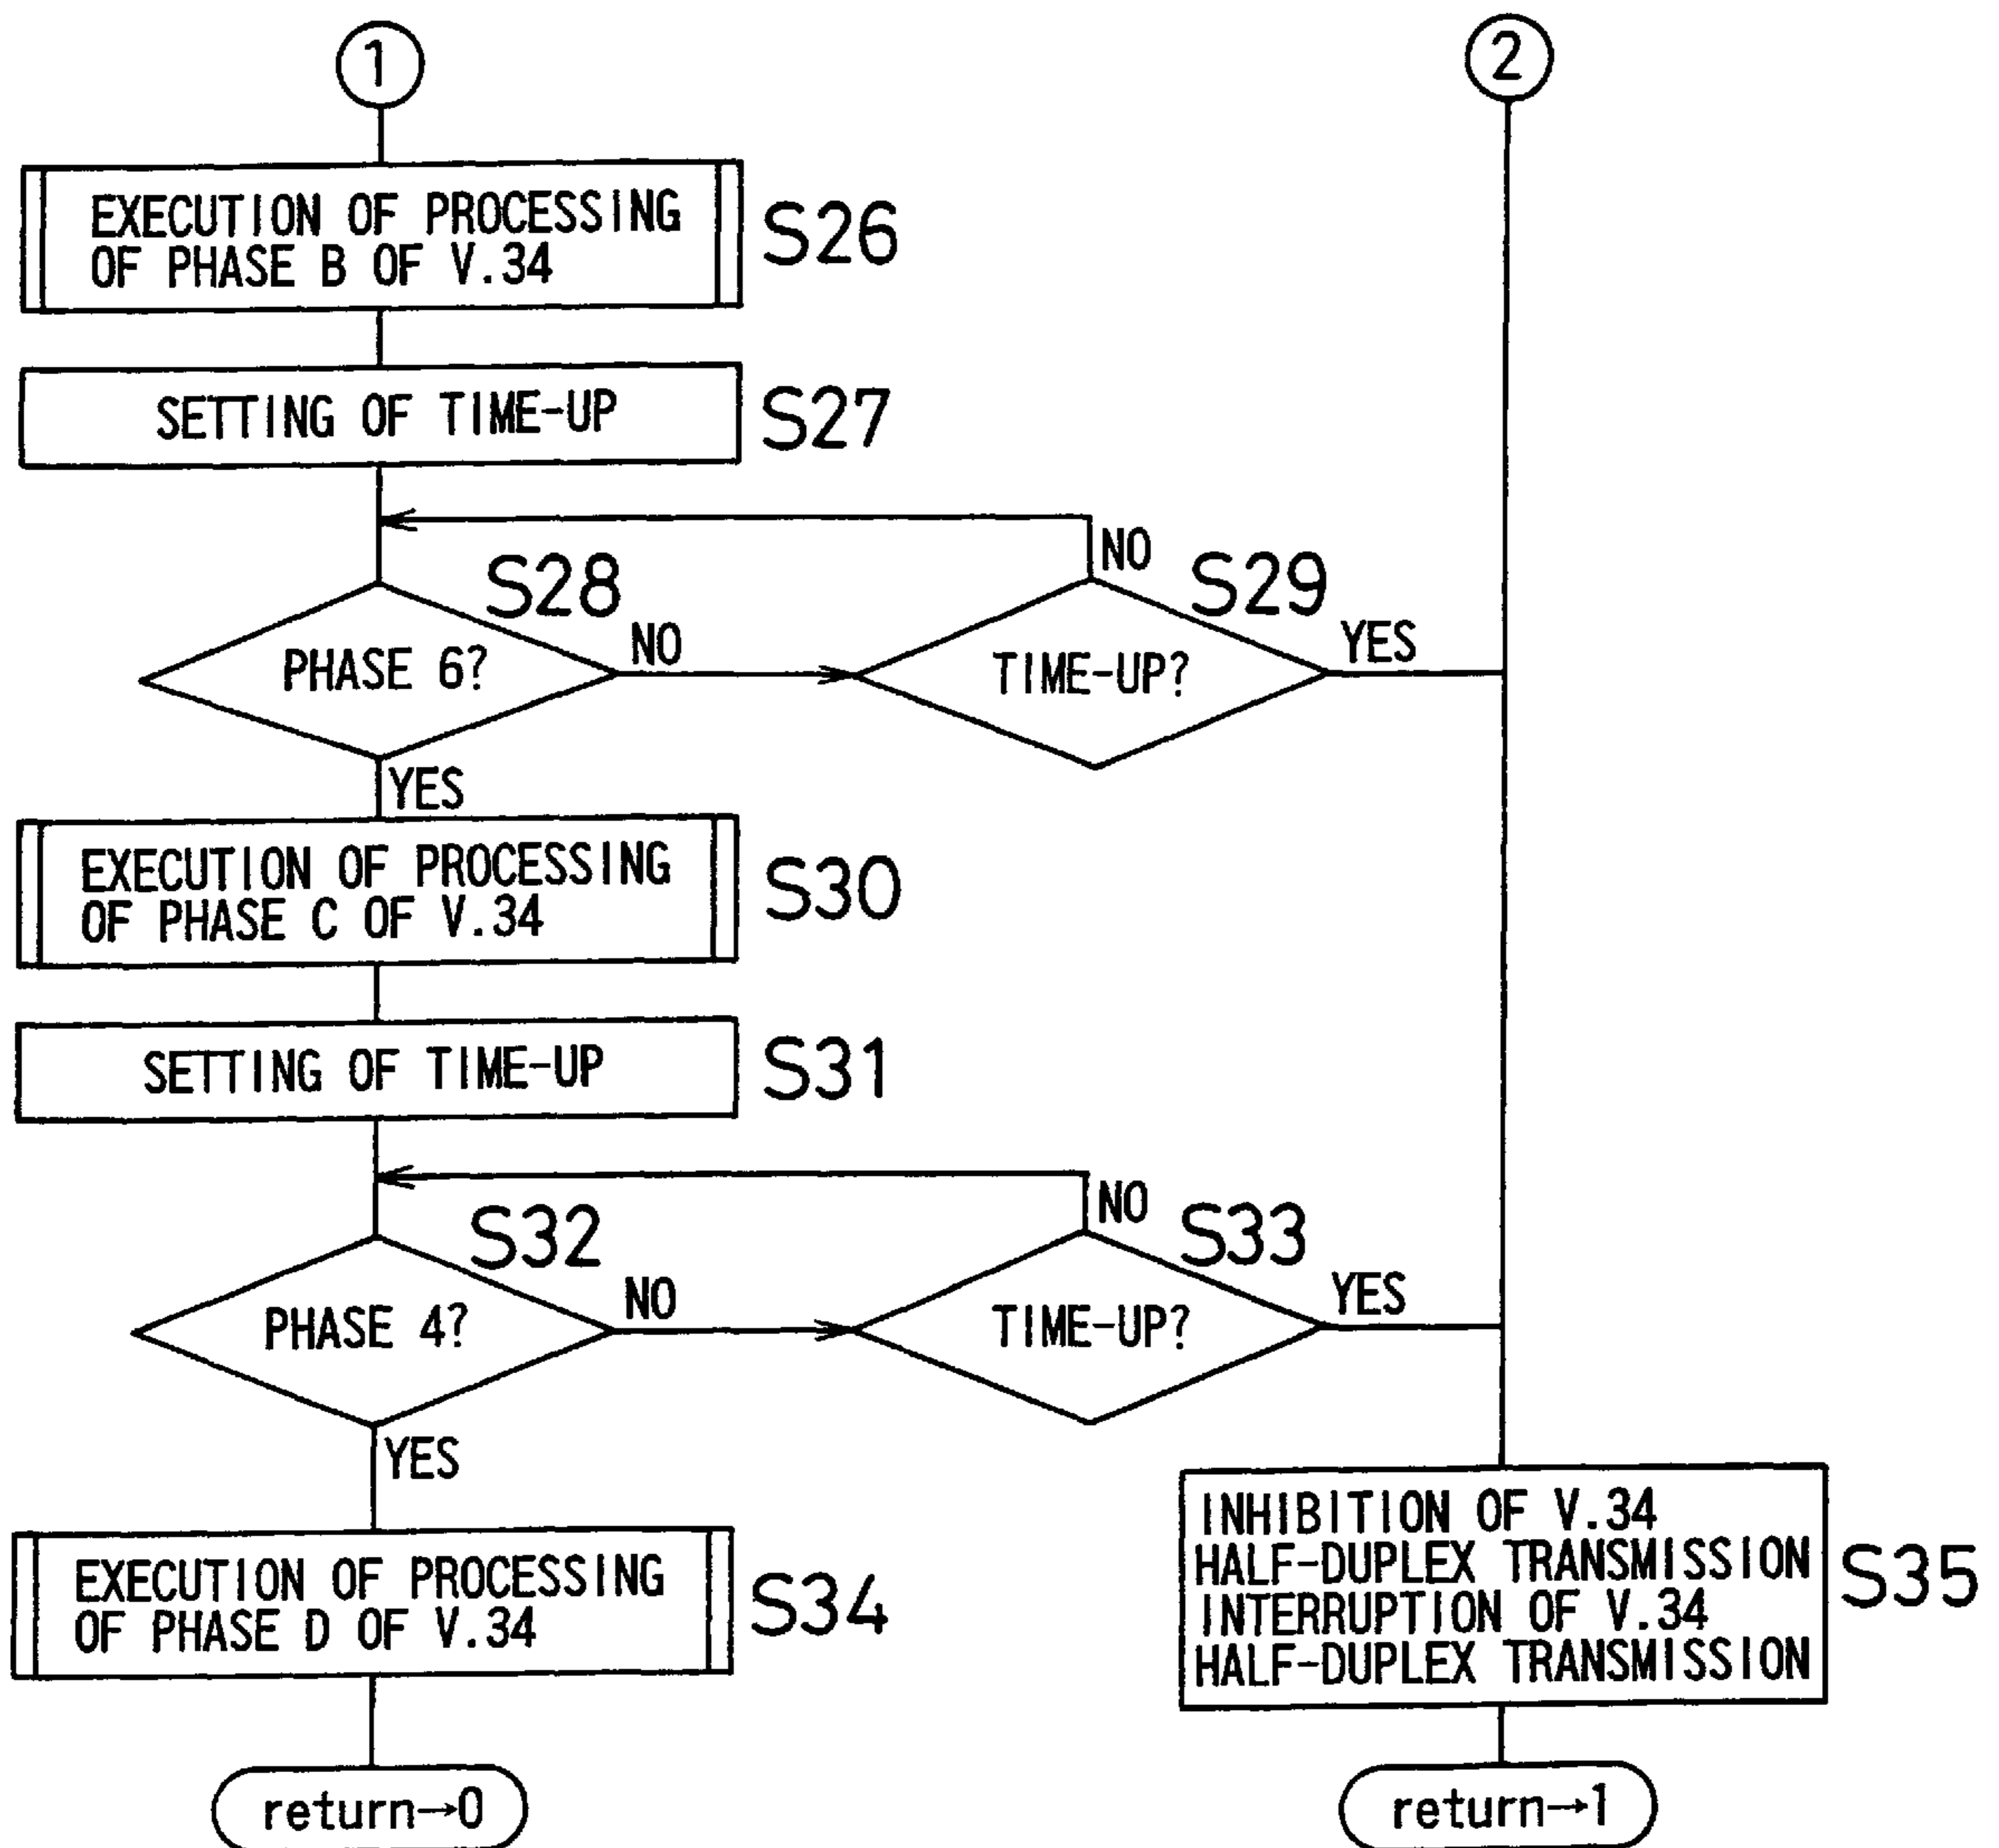 1
2
EXECUTION OF PROCESSING
OF PHASE B OF V.34
S26
SETTING OF TIME-UP
S27
NO
S28
S29
PHASE 6?
NO
TIME-UP?
YES
YES
EXECUTION OF PROCESSING
OF PHASE C OF V.34
S30
SETTING OF TIME-UP
S31
NO
S32
S33
PHASE 4?
NO
TIME-UP?
YES
YES
EXECUTION OF PROCESSING
OF PHASE D OF V.34
S34
INHIBITION OF V.34
HALF-DUPLEX TRANSMISSION
INTERRUPTION OF V.34
HALF-DUPLEX TRANSMISSION
S35
return→0
return→1